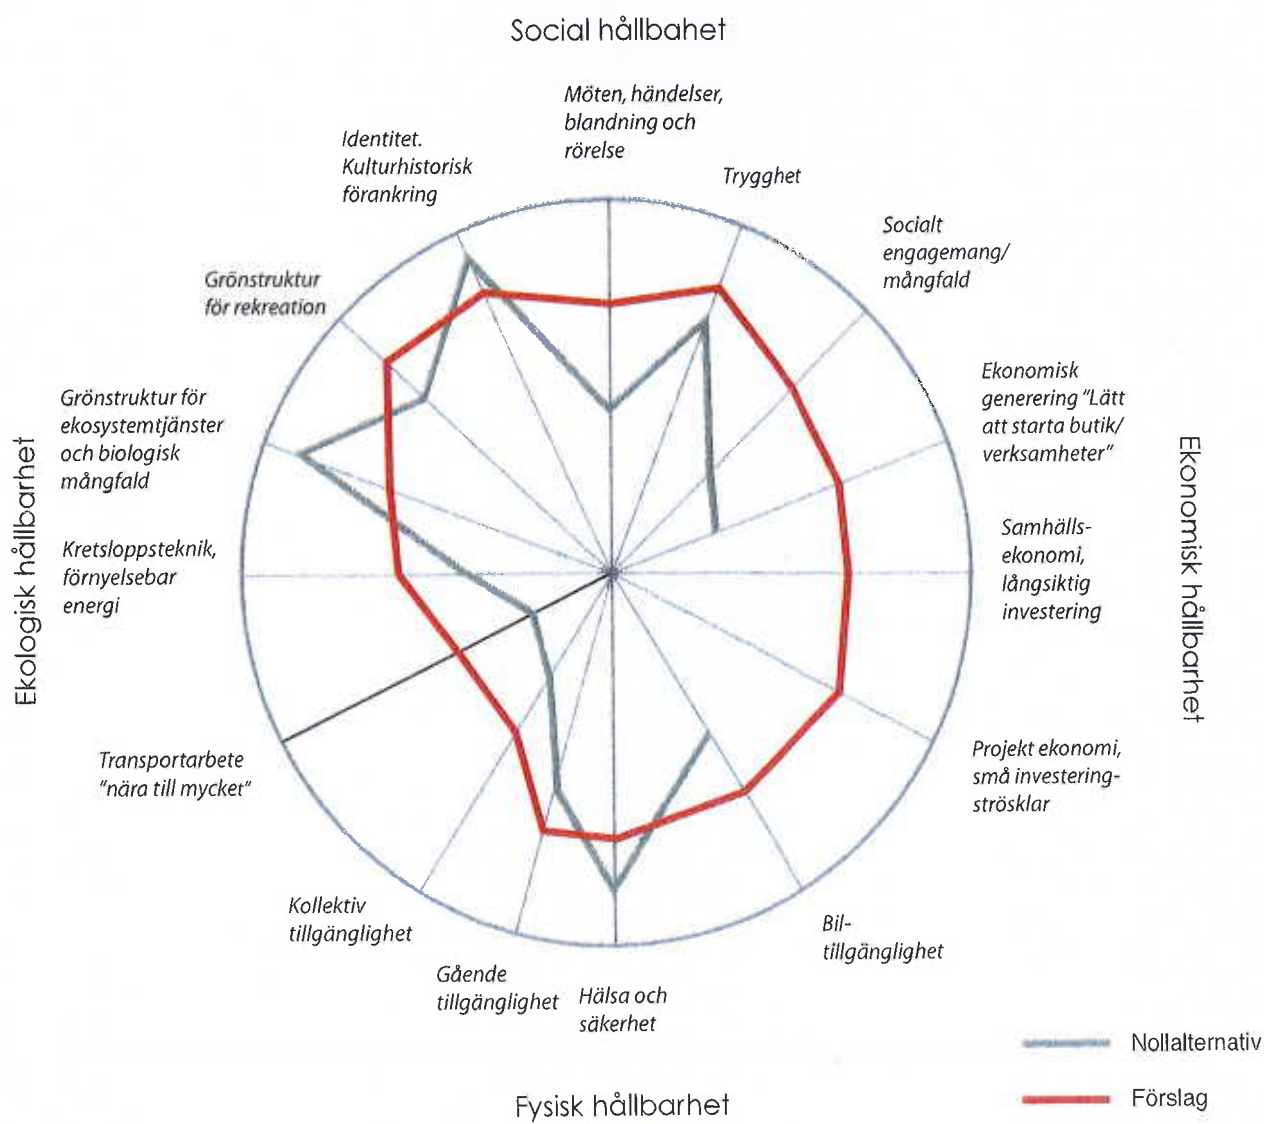 Social hållbahet
Möten, händelser,
blandning och
rörelse
Trygghet
Socialt
engagemang/
mångfald
Ekonomisk
generering "Lätt
att starta butik/
verksamheter"
Samhälls-
ekonomi,
långsiktig
investering
Ekonomisk hållbarhet
Projekt ekonomi,
små investering-
strösklar
Bil-
tillgänglighet
Hälsa och
säkerhet
Gående
tillgänglighet
Kollektiv
tillgänglighet
Transportarbete
"nära till mycket"
Kretsloppsteknik,
förnyelsebar
energi
Ekologisk hållbarhet
Grönstruktur för
ekosystemtjänster
och biologisk
mångfald
Grönstruktur
för rekreation
Identitet.
Kulturhistorisk
förankring
Fysisk hållbarhet
Nollalternativ
Förslag